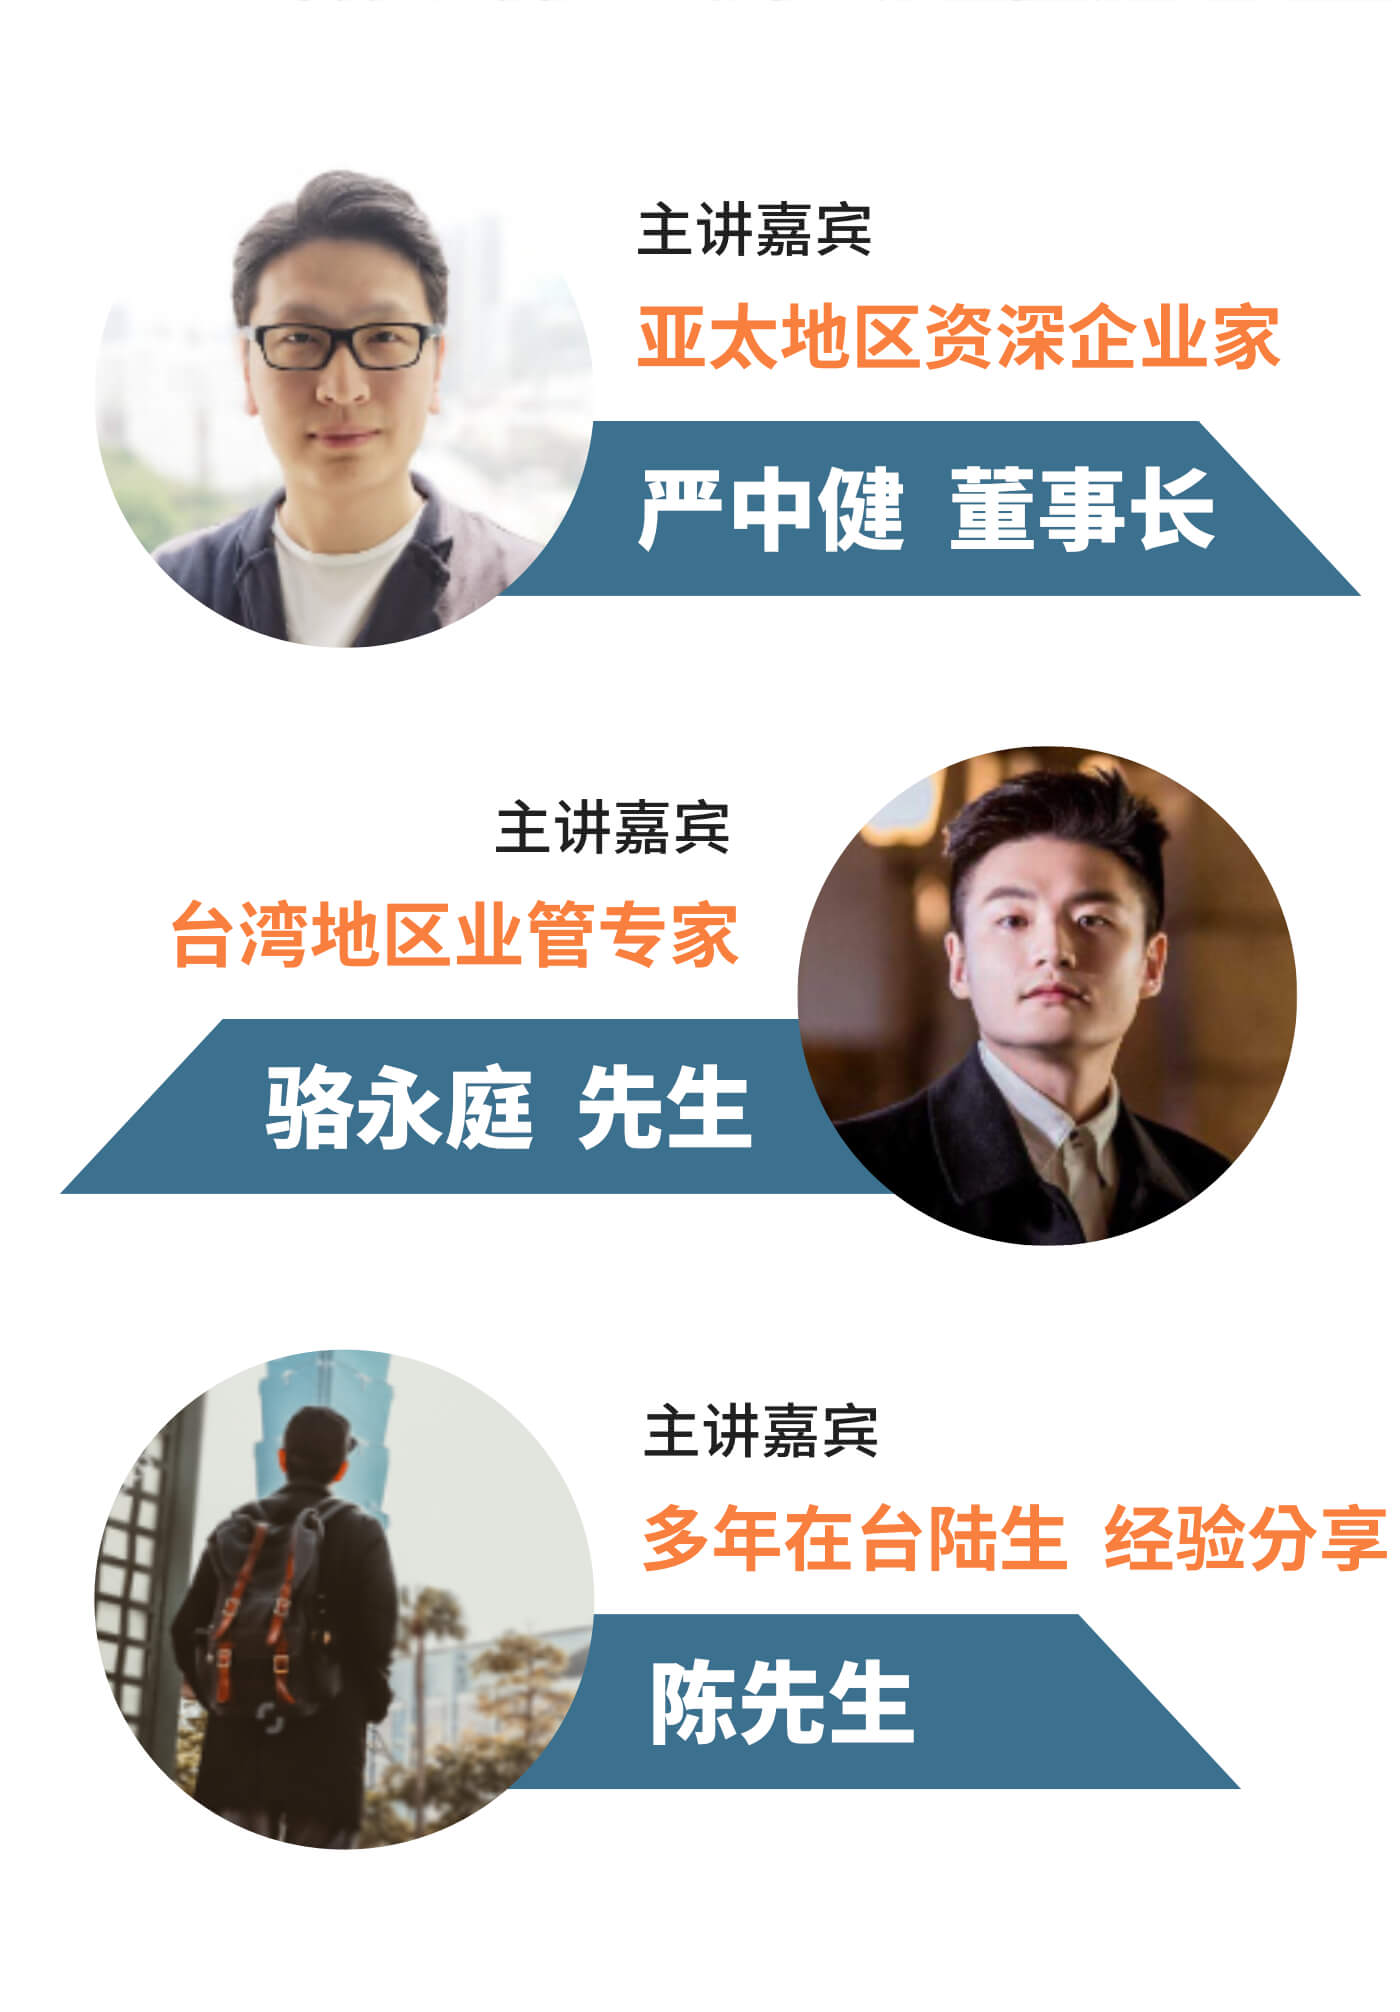 主讲嘉宾
亚太地区资深企业家
严中健 董事长
主讲嘉宾
台湾地区业管专家
骆永庭 先生
主讲嘉宾
多年在台陆生 经验分享
陈先生